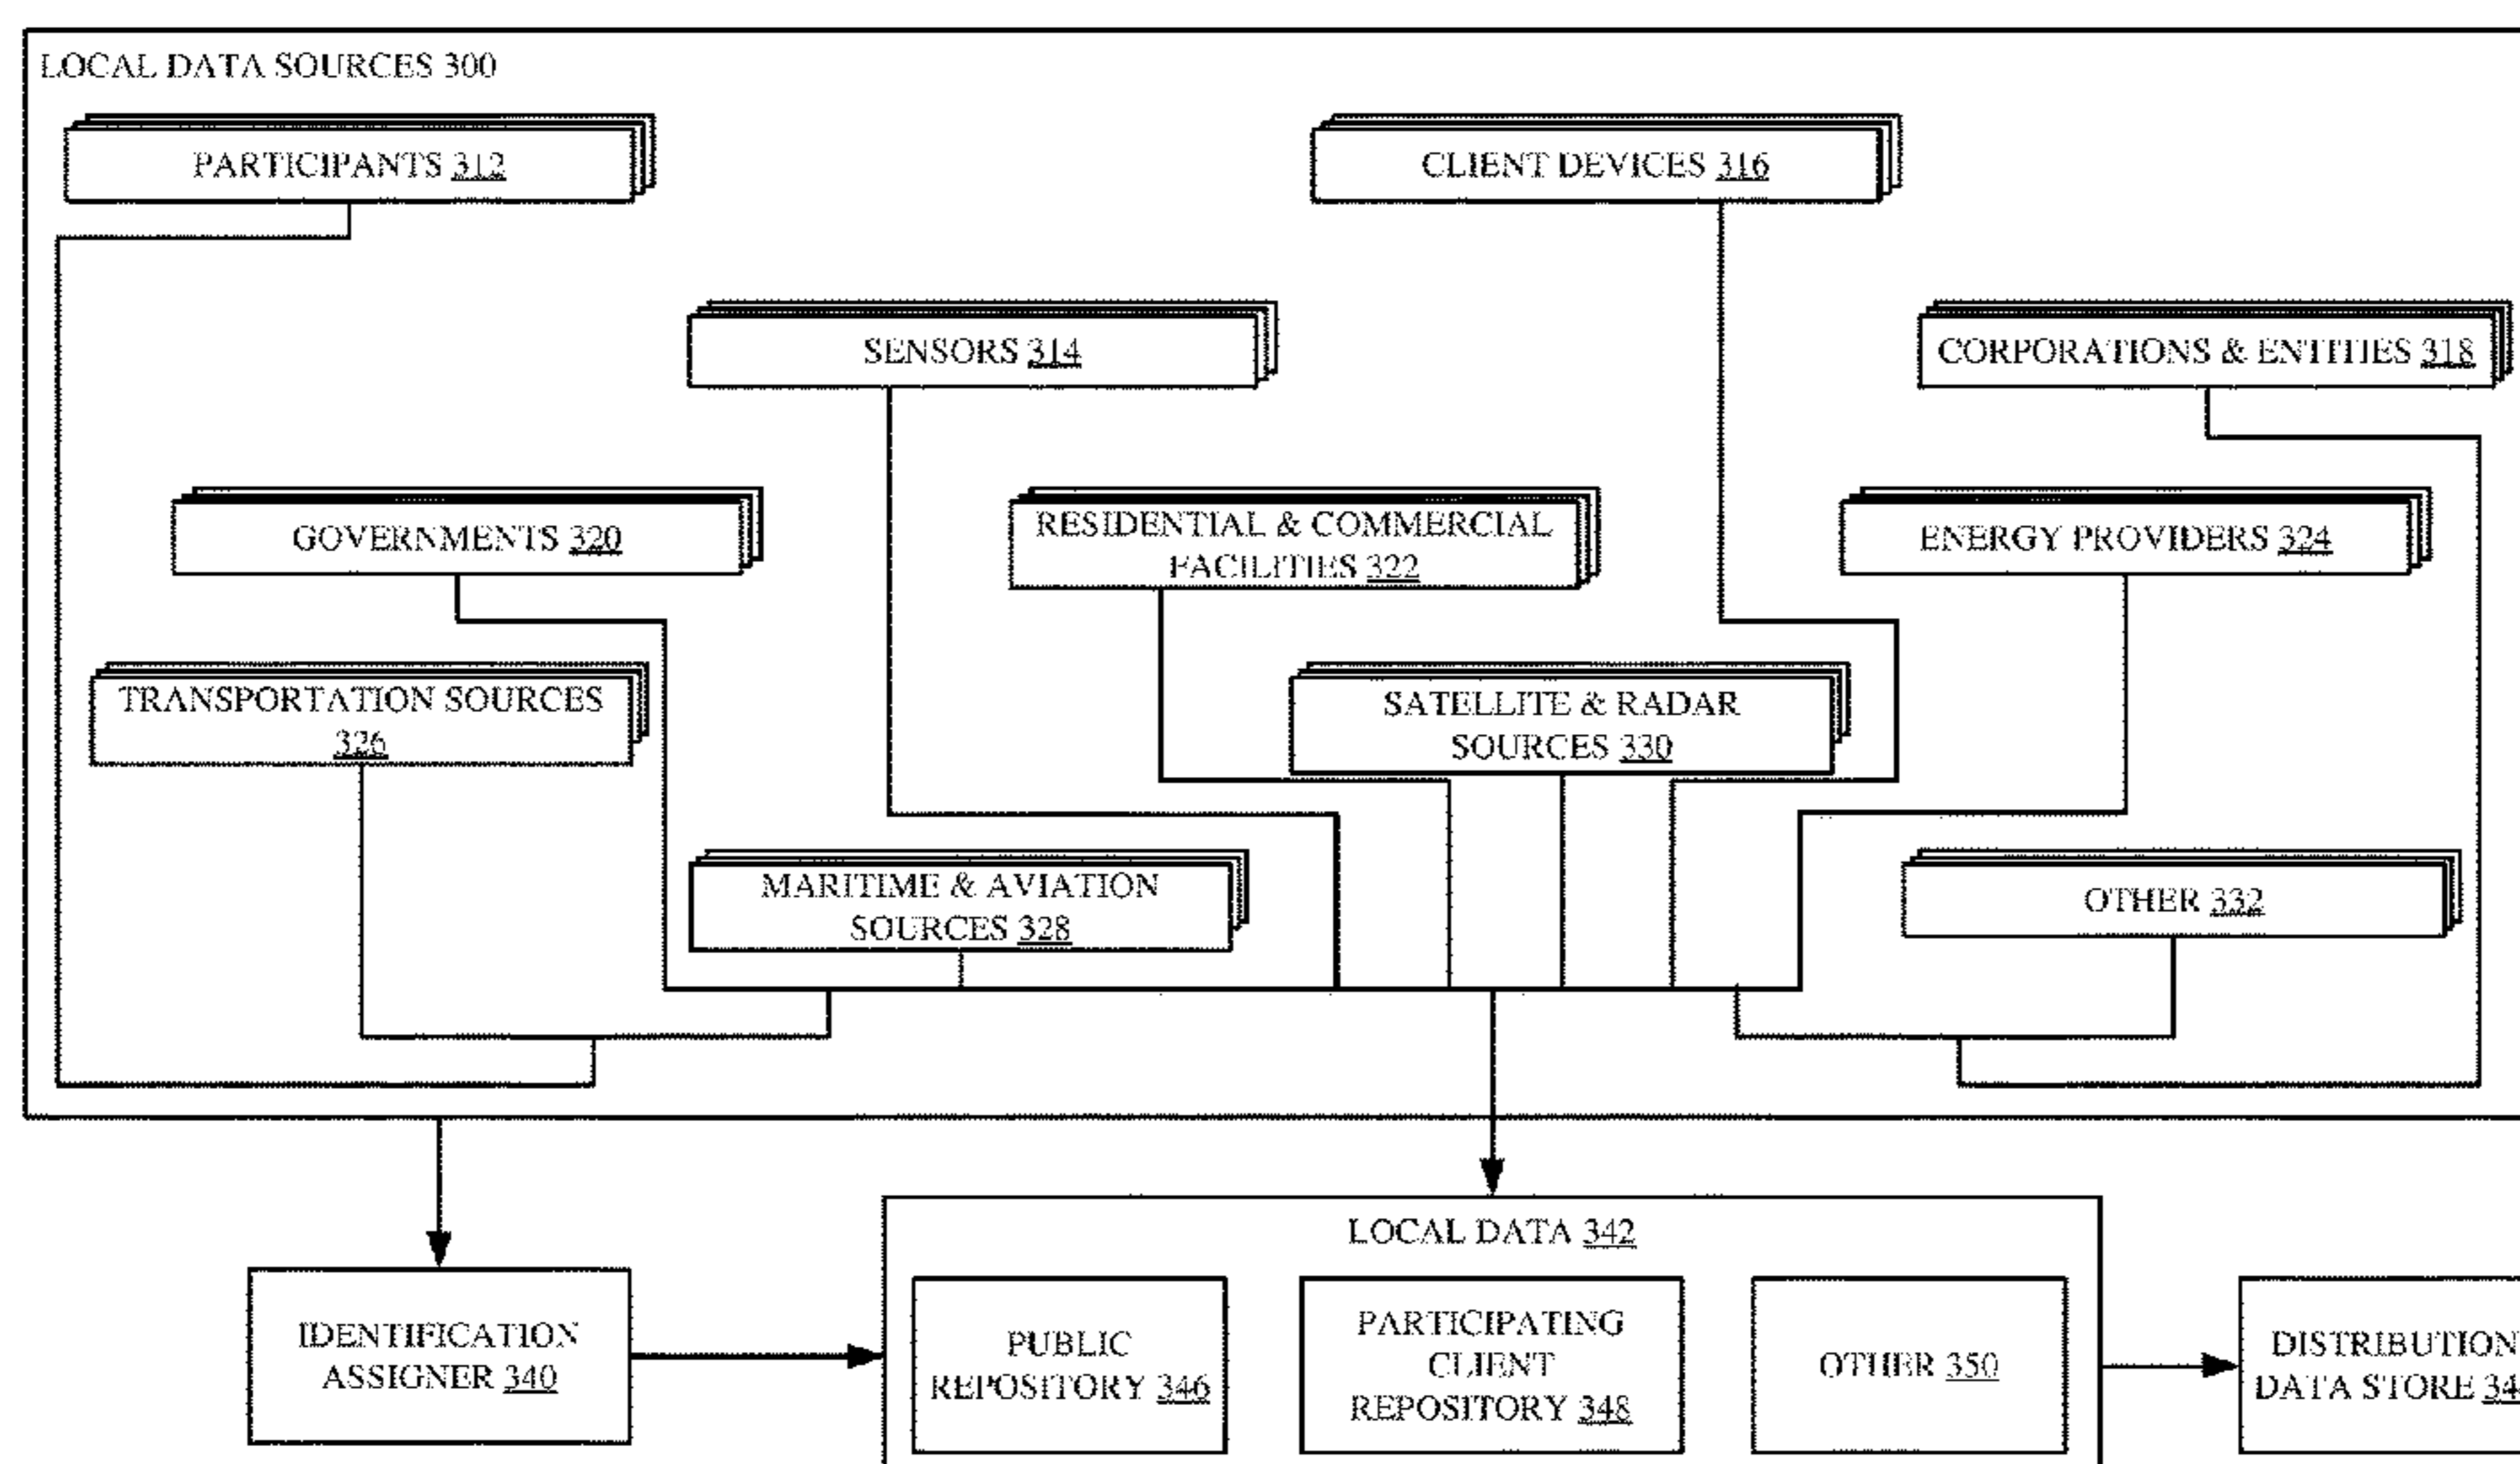 LOCAL DATA SOURCES 300
PARTICIPANTS 312
CLIENT DEVICES 316
SENSORS 314
CORPORATIONS & ENTITIES 318
GOVERNMENTS 320
RESIDENTIAL & COMMERCIAL
FACILITIES 322
ENERGY PROVIDERS 324
TRANSPORTATION SOURCES
326
SATELLITE & RADAR
SOURCES 330
MARITIME & AVIATION
SOURCES 328
OTHER 332
LOCAL DATA 342
IDENTIFICATION
ASSIGNER 340
PUBLIC
REPOSITORY 346
PARTICIPATING
CLIENT
REPOSITORY 348
OTHER 350
DISTRIBUTION
DATA STORE